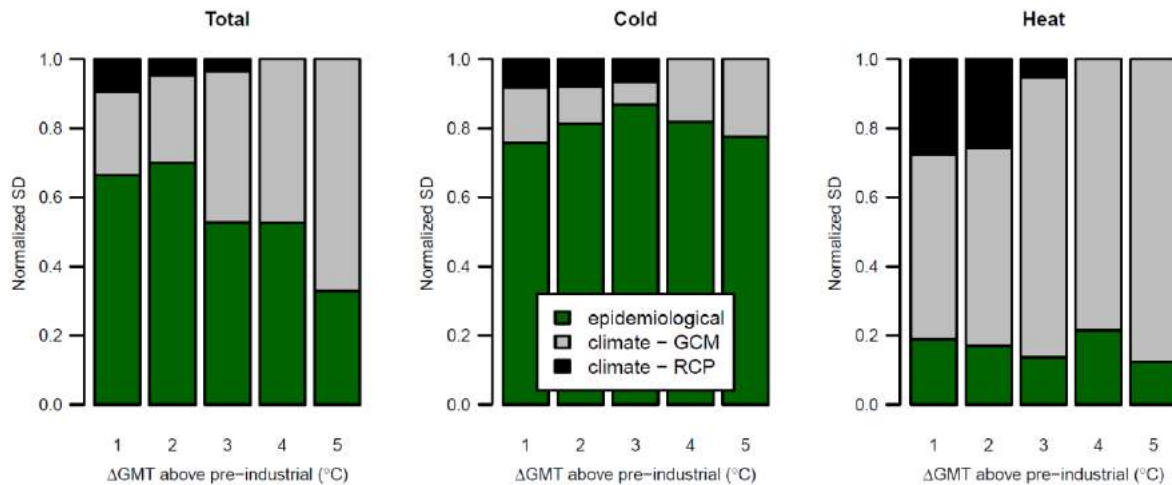 Total
Cold
Heat
Normalized SD
1.0
0.8
0.6
0.4
0.2
0.0
1 2 3 4 5
ΔGMT above pre−industrial (°C)
Normalized SD
1.0
0.8
0.6
0.4
0.2
0.0
epidemiological
climate − GCM
climate − RCP
1 2 3 4 5
ΔGMT above pre−industrial (°C)
Normalized SD
1.0
0.8
0.6
0.4
0.2
0.0
1 2 3 4 5
ΔGMT above pre−industrial (°C)